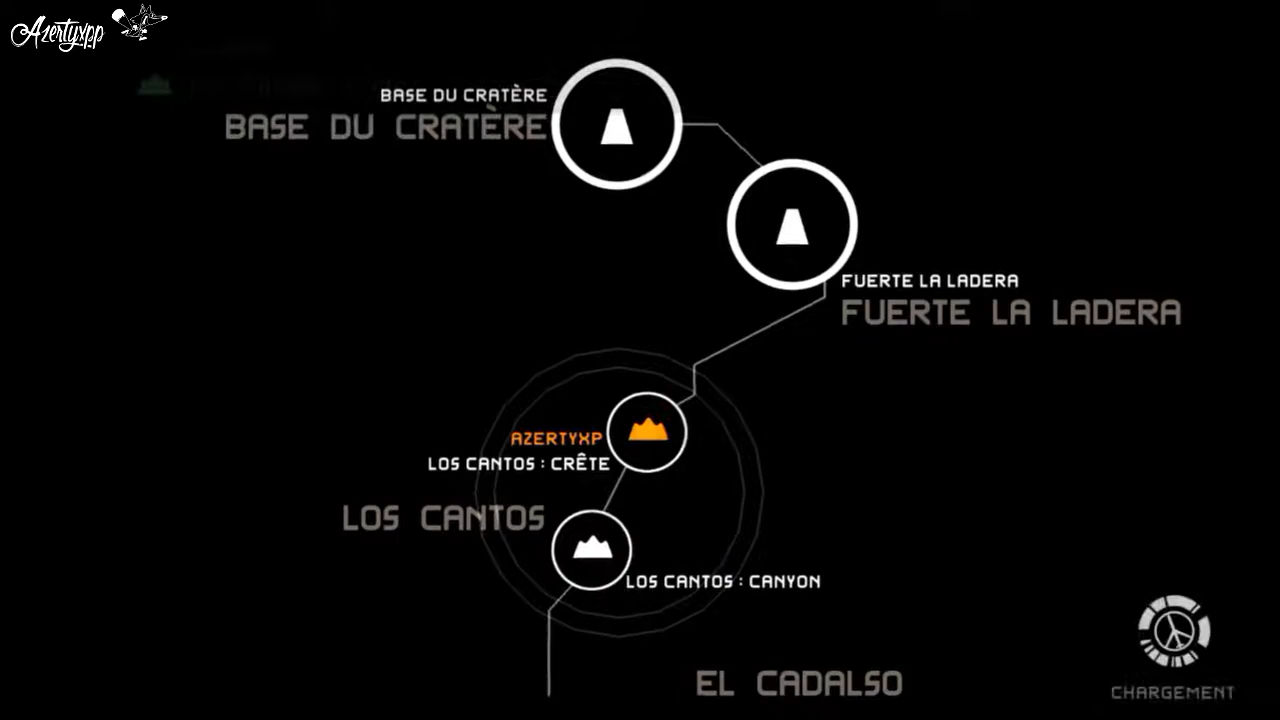 Azertyxpp
BASE DU CRATÈRE
BASE DU CRATÈRE
FUERTE LA LADERA
FUERTE LA LADERA
AZERTYXP
LOS CANTOS : CRÊTE
LOS CANTOS
LOS CANTOS : CANYON
EL CADALSO
CHARGEMENT